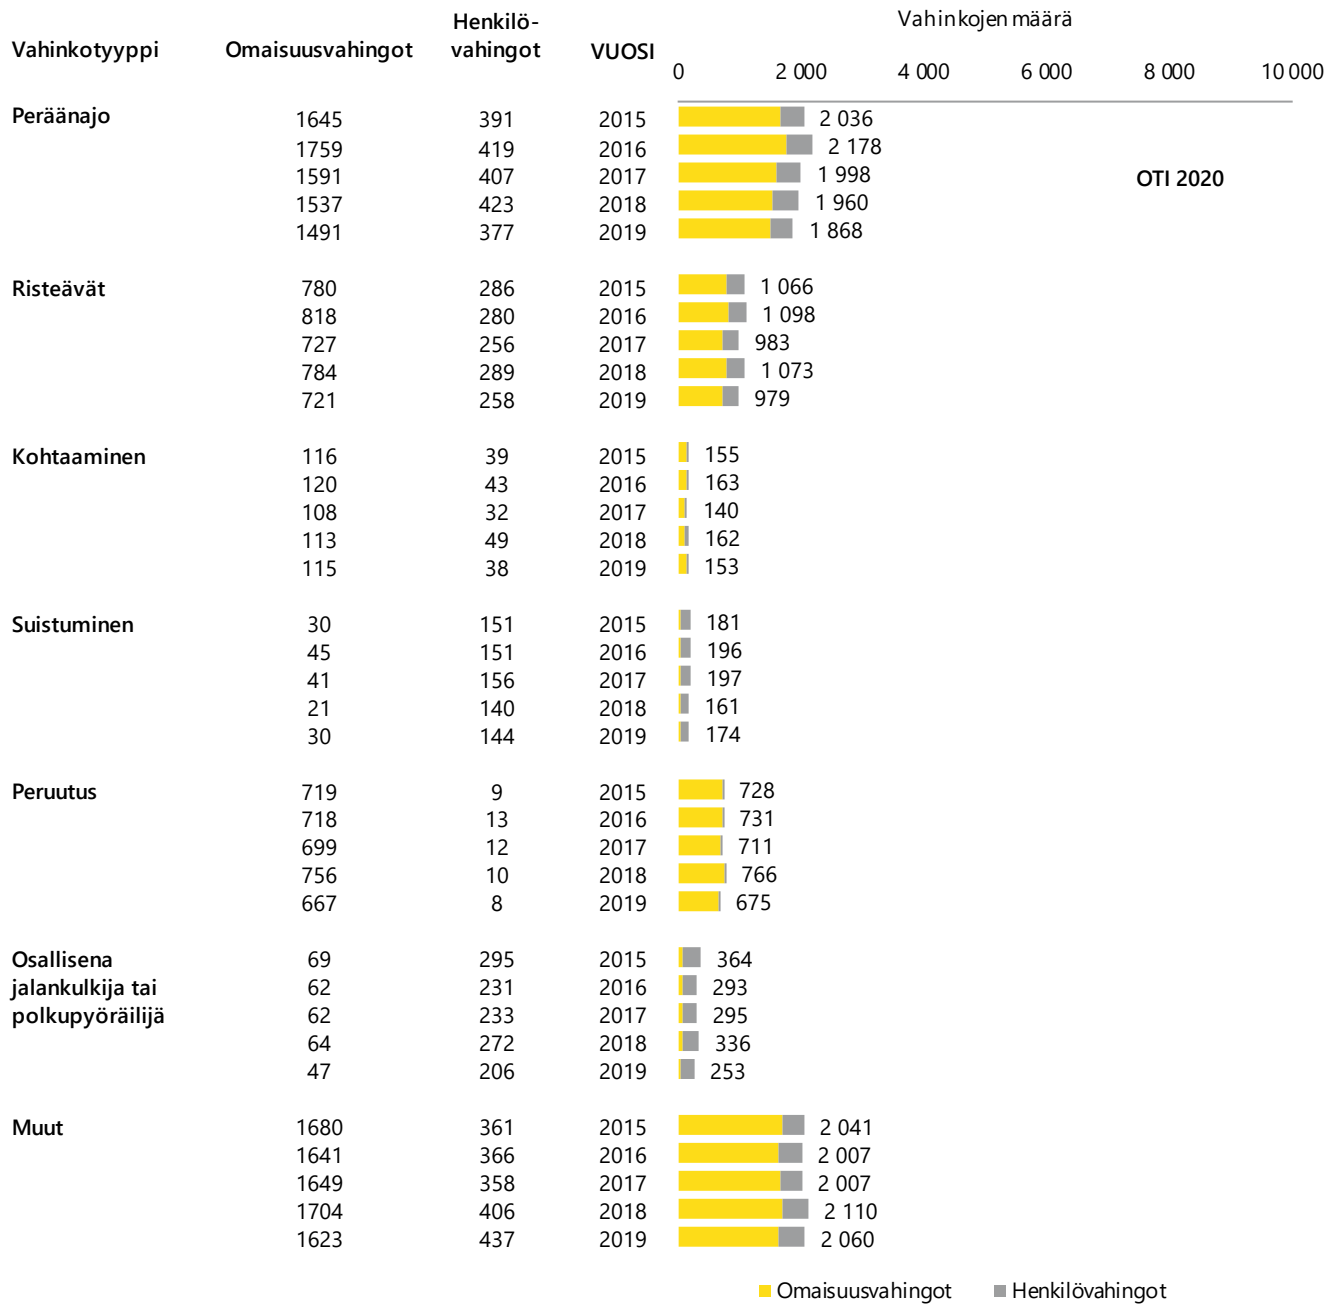 Vahinkojen määrä
Vahinkotyyppi Omaisuusvahingot Henkilö-
vahingot VUOSI
0 2 000 4 000 6 000 8 000 10 000
Peräänajo 1645 391 2015 2 036
1759 419 2016 2 178
1591 407 2017 1 998
OTI 2020
1537 423 2018 1 960
1491 377 2019 1 868
Risteävät 780 286 2015 1 066
818 280 2016 1 098
727 256 2017 983
784 289 2018 1 073
721 258 2019 979
Kohtaaminen 116 39 2015 155
120 43 2016 163
108 32 2017 140
113 49 2018 162
115 38 2019 153
Suistuminen 30 151 2015 181
45 151 2016 196
41 156 2017 197
21 140 2018 161
30 144 2019 174
Peruutus 719 9 2015 728
718 13 2016 731
699 12 2017 711
756 10 2018 766
667 8 2019 675
Osallisena 69 295 2015 364
jalankulkija tai 62 231 2016 293
polkupyöräilijä 62 233 2017 295
64 272 2018 336
47 206 2019 253
Muut 1680 361 2015 2 041
1641 366 2016 2 007
1649 358 2017 2 007
1704 406 2018 2 110
1623 437 2019 2 060
Omaisuusvahingot Henkilövahingot